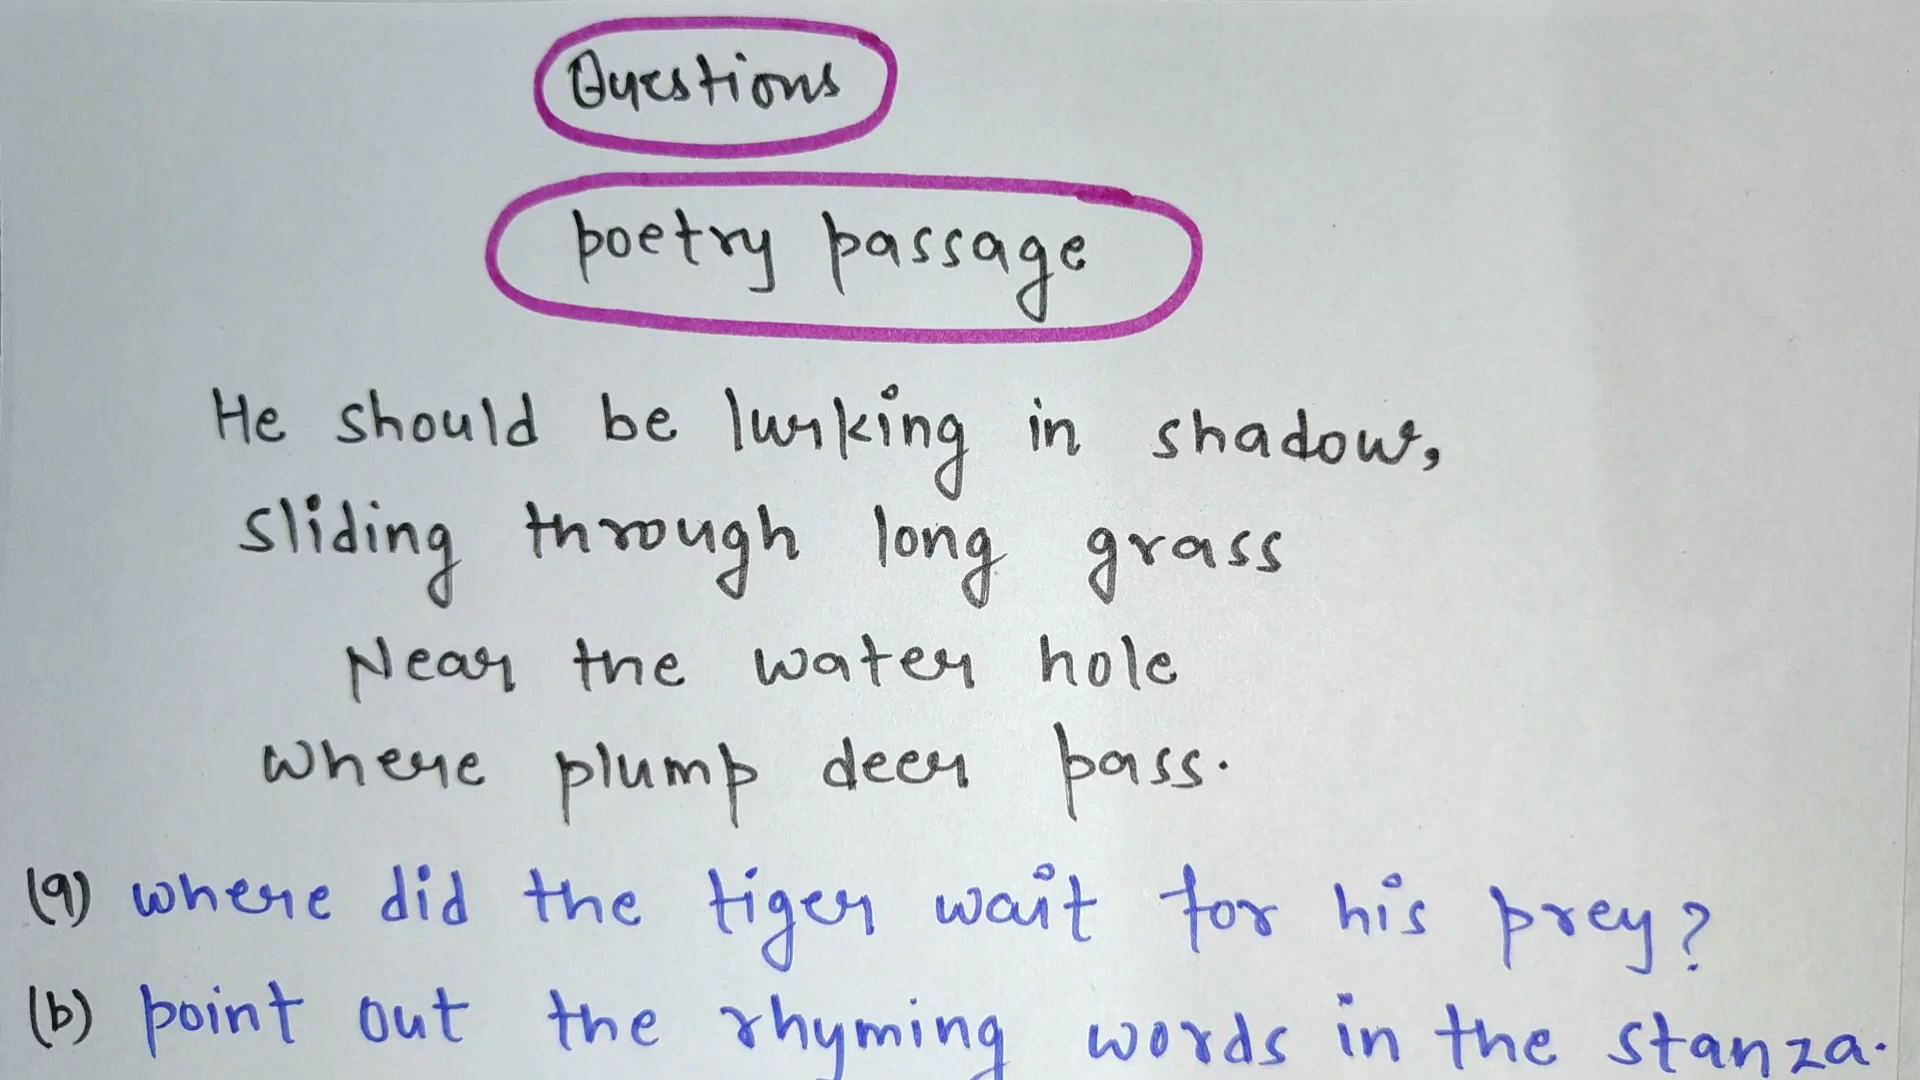 Questions
poetry passage
He should be lurking in shadow,
sliding through long grass
Near the water hole
where plump deer pass.
(a) where did the tiger wait for his prey?
(b) point out the rhyming words in the stanza.